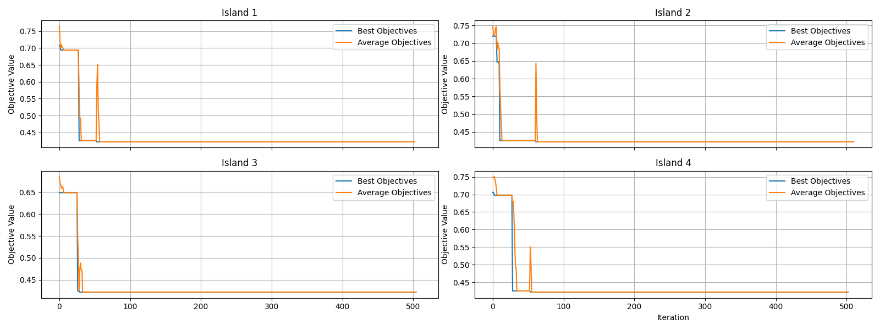 Island 1
Objective Value
0.75
0.70
0.65
0.60
0.55
0.50
0.45
Best Objectives
Average Objectives
Island 2
Objective Value
0.75
0.70
0.65
0.60
0.55
0.50
0.45
Best Objectives
Average Objectives
Island 3
Objective Value
0.65
0.60
0.55
0.50
0.45
Best Objectives
Average Objectives
0 100 200 300 400 500
Island 4
Objective Value
0.75
0.70
0.65
0.60
0.55
0.50
0.45
Best Objectives
Average Objectives
0 100 200 300 400 500
Iteration